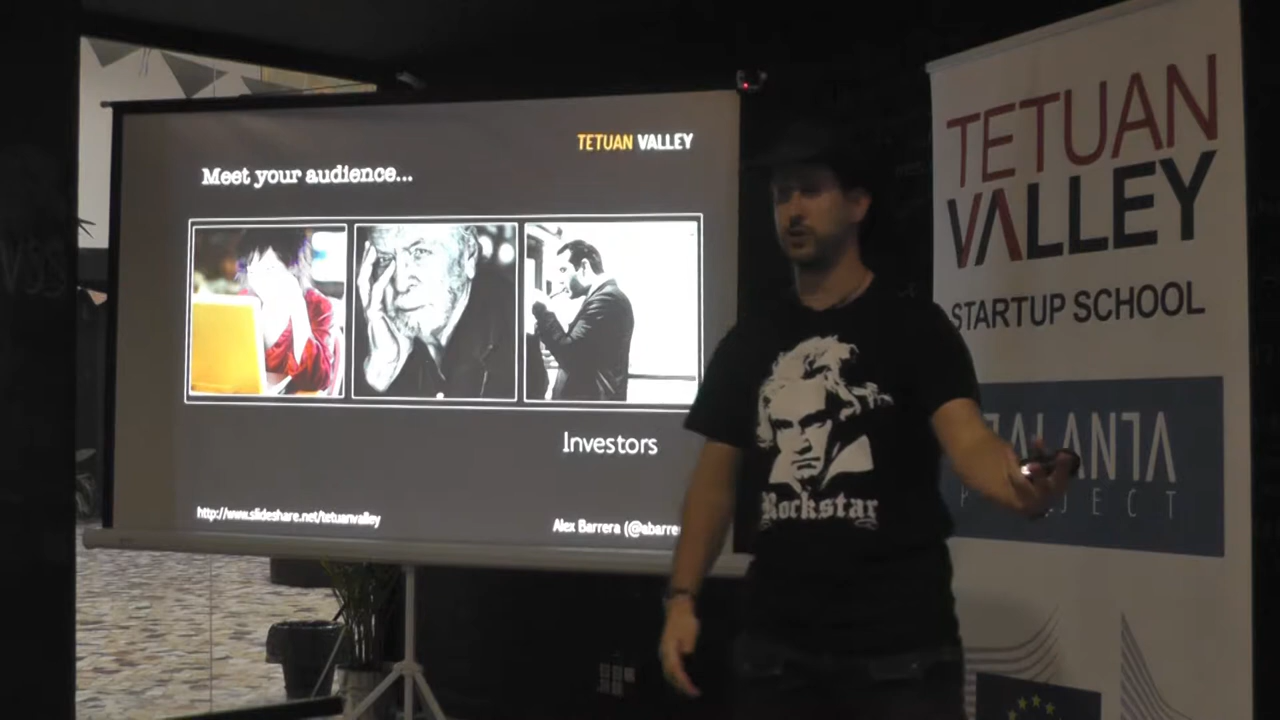 TETUAN VALLEY
Meet your audience...
Investors
http://www.slideshare.net/tetuanvalley
Alex Barrera (@abarre
Rockstar
TETUAN
VALLEY
STARTUP SCHOOL
PROJECT